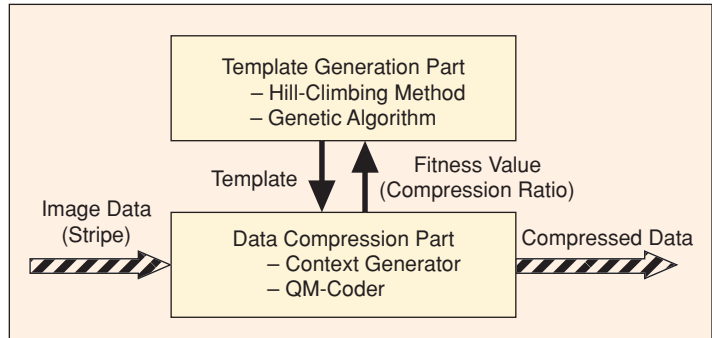 Template Generation Part
– Hill-Climbing Method
– Genetic Algorithm
Template
Fitness Value
(Compression Ratio)
Image Data
(Stripe)
Data Compression Part
– Context Generator
– QM-Coder
Compressed Data